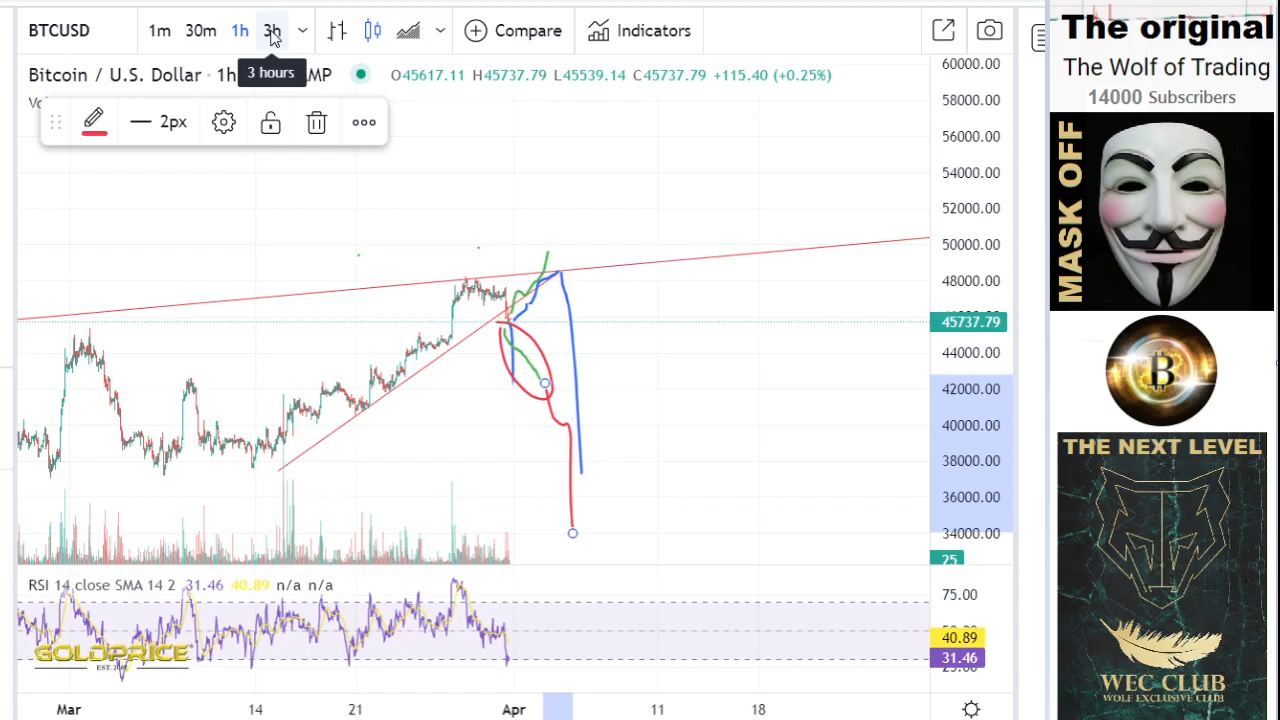 BTCUSD 1m 30m 1h 3h Compare Indicators
3 hours
Bitcoin / U.S. Dollar · 1h MP O45617.11 H45737.79 L45539.14 C45737.79 +115.40 (+0.25%)
2px
60000.00
58000.00
56000.00
54000.00
52000.00
50000.00
48000.00
45737.79
44000.00
42000.00
40000.00
38000.00
36000.00
34000.00
25
RSI 14 close SMA 14 2 31.46 40.89 n/a n/a
75.00
40.89
31.46
GOLDPRICE
Mar 14 21 Apr 11 18
The original
The Wolf of Trading
14000 Subscribers
MASK OFF
B
THE NEXT LEVEL
WEC CLUB
WOLF EXCLUSIVE CLUB